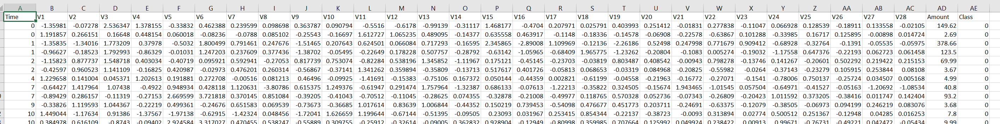 A B C D E F G H I J K L M N O P Q R S T U V W X Y Z AA AB AC AD AE
Time V1 V2 V3 V4 V5 V6 V7 V8 V9 V10 V11 V12 V13 V14 V15 V16 V17 V18 V19 V20 V21 V22 V23 V24 V25 V26 V27 V28 Amount Class
0 -1.35981 -0.07278 2.536347 1.378155 -0.33832 0.462388 0.239599 0.098698 0.363787 0.090794 -0.5516 -0.6178 -0.99139 -0.31117 1.468177 -0.4704 0.207971 0.025791 0.403993 0.251412 -0.01831 0.277838 -0.11047 0.066928 0.128539 -0.18911 0.133558 -0.02105 149.62 0
0 1.191857 0.266151 0.16648 0.448154 0.060018 -0.08236 -0.0788 0.085102 -0.25543 -0.16697 1.612727 1.065235 0.489095 -0.14377 0.635558 0.463917 -0.1148 -0.18336 -0.14578 -0.06908 -0.22578 -0.63867 0.101288 -0.33985 0.16717 0.125895 -0.00898 0.014724 2.69 0
1 -1.35835 -1.34016 1.773209 0.37978 -0.5032 1.800499 0.791461 0.247676 -1.51465 0.207643 0.624501 0.066084 0.717293 -0.16595 2.345865 -2.89008 1.109969 -0.12136 -2.26186 0.52498 0.247998 0.771679 0.909412 -0.68928 -0.32764 -0.1391 -0.05535 -0.05975 378.66 0
1 -0.96627 -0.18523 1.792993 -0.86329 -0.01031 1.247203 0.237609 0.377436 -1.38702 -0.05495 -0.22649 0.178228 0.507757 -0.28792 -0.63142 -1.05965 -0.68409 1.965775 -1.23262 -0.20804 -0.1083 0.005274 -0.19032 -1.17558 0.647376 -0.22193 0.062723 0.061458 123.5 0
2 -1.15823 0.877737 1.548718 0.403034 -0.40719 0.095921 0.592941 -0.27053 0.817739 0.753074 -0.82284 0.538196 1.345852 -1.11967 0.175121 -0.45145 -0.23703 -0.03819 0.803487 0.408542 -0.00943 0.798278 -0.13746 0.141267 -0.20601 0.502292 0.219422 0.215153 69.99 0
2 -0.42597 0.960523 1.141109 -0.16825 0.420987 -0.02973 0.476201 0.260314 -0.56867 -0.37141 1.341262 0.359894 -0.35809 -0.13713 0.517617 0.401726 -0.05813 0.068653 -0.03319 0.084968 -0.20825 -0.55982 -0.0264 -0.37143 -0.23279 0.105915 0.253844 0.08108 3.67 0
4 1.229658 0.141004 0.045371 1.202613 0.191881 0.272708 -0.00516 0.081213 0.46496 -0.09925 -1.41691 -0.15383 -0.75106 0.167372 0.050144 -0.44359 0.002821 -0.61199 -0.04558 -0.21963 -0.16772 -0.27071 -0.1541 -0.78006 0.750137 -0.25724 0.034507 0.005168 4.99 0
7 -0.64427 1.417964 1.07438 -0.4922 0.948934 0.428118 1.120631 -3.80786 0.615375 1.249376 -0.61947 0.291474 1.757964 -1.32387 0.686133 -0.07613 -1.22213 -0.35822 0.324505 -0.15674 1.943465 -1.01545 0.057504 -0.64971 -0.41527 -0.05163 -1.20692 -1.08534 40.8 0
7 -0.89429 0.286157 -0.11319 -0.27153 2.669599 3.721818 0.370145 0.851084 -0.39205 -0.41043 -0.70512 -0.11045 -0.28625 0.074355 -0.32878 -0.21008 -0.49977 0.118765 0.570328 0.052736 -0.07343 -0.26809 -0.20423 1.011592 0.373205 -0.38416 0.011747 0.142404 93.2 0
9 -0.33826 1.119593 1.044367 -0.22219 0.499361 -0.24676 0.651583 0.069539 -0.73673 -0.36685 1.017614 0.83639 1.006844 -0.44352 0.150219 0.739453 -0.54098 0.476677 0.451773 0.203711 -0.24691 -0.63375 -0.12079 -0.38505 -0.06973 0.094199 0.246219 0.083076 3.68 0
10 1.449044 -1.17634 0.91386 -1.37567 -1.97138 -0.62915 -1.42324 0.048456 -1.72041 1.626659 1.199644 -0.67144 -0.51395 -0.09505 0.23093 0.031967 0.253415 0.854344 -0.22137 -0.38723 -0.0093 0.313894 0.02774 0.500512 0.251367 -0.12948 0.04285 0.016253 7.8 0
10 0.384978 0.616109 -0.8743 -0.09402 2.924584 3.317027 0.470455 0.538247 -0.55889 0.309755 -0.25912 -0.32614 -0.09005 0.362832 0.928904 -0.12949 -0.80998 0.359985 0.707664 0.125992 0.049924 0.238422 0.00913 0.99671 -0.76731 -0.49221 0.042472 -0.05434 9.99 0